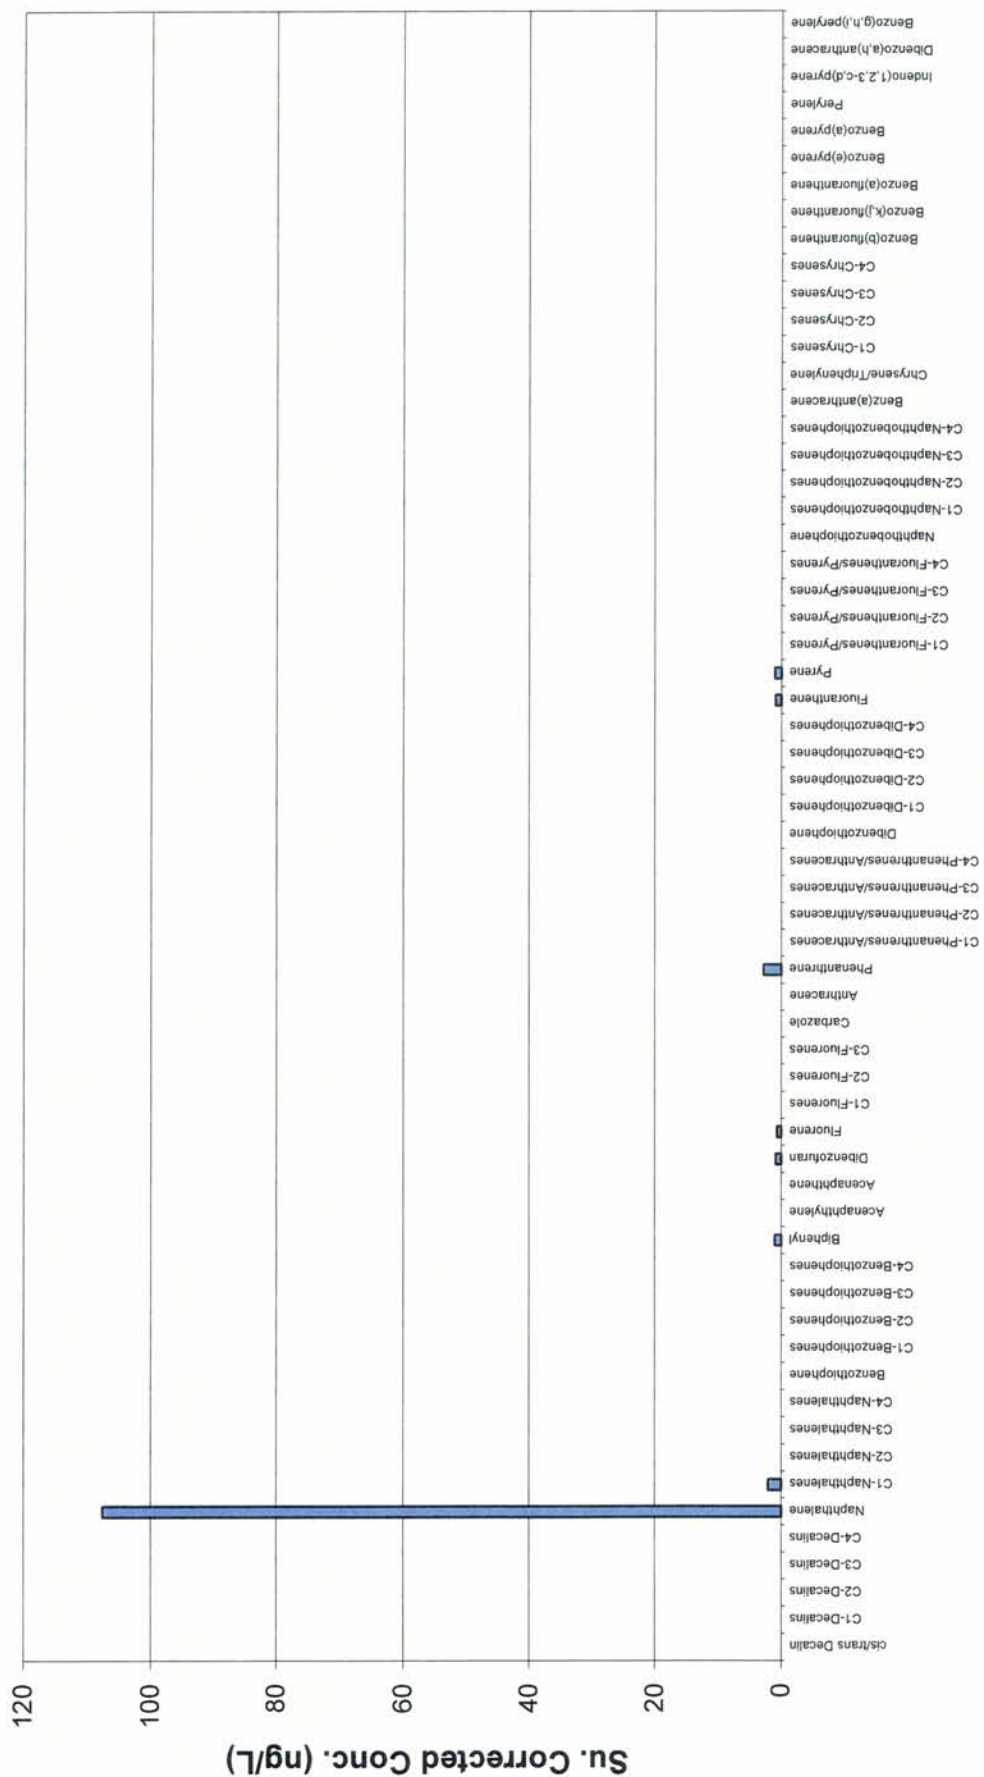 Su. Corrected Conc. (ng/L)
120
100
80
60
40
20
0
cis/trans Decalin
C1-Decalins
C2-Decalins
C3-Decalins
C4-Decalins
Naphthalene
C1-Naphthalenes
C2-Naphthalenes
C3-Naphthalenes
C4-Naphthalenes
Benzothiophene
C1-Benzothiophenes
C2-Benzothiophenes
C3-Benzothiophenes
C4-Benzothiophenes
Biphenyl
Acenaphthylene
Acenaphthene
Dibenzofuran
Fluorene
C1-Fluorenes
C2-Fluorenes
C3-Fluorenes
Carbazole
Anthracene
Phenanthrene
C1-Phenanthrenes/Anthracenes
C2-Phenanthrenes/Anthracenes
C3-Phenanthrenes/Anthracenes
C4-Phenanthrenes/Anthracenes
Dibenzothiophene
C1-Dibenzothiophenes
C2-Dibenzothiophenes
C3-Dibenzothiophenes
C4-Dibenzothiophenes
Fluoranthene
Pyrene
C1-Fluoranthenes/Pyrenes
C2-Fluoranthenes/Pyrenes
C3-Fluoranthenes/Pyrenes
C4-Fluoranthenes/Pyrenes
Naphthobenzothiophene
C1-Naphthobenzothiophenes
C2-Naphthobenzothiophenes
C3-Naphthobenzothiophenes
C4-Naphthobenzothiophenes
Benz(a)anthracene
Chrysene/Triphenylene
C1-Chrysenes
C2-Chrysenes
C3-Chrysenes
C4-Chrysenes
Benzo(b)fluoranthene
Benzo(k,j)fluoranthene
Benzo(a)fluoranthene
Benzo(e)pyrene
Benzo(a)pyrene
Perylene
Indeno(1,2,3-c,d)pyrene
Dibenzo(a,h)anthracene
Benzo(g,h,i)perylene